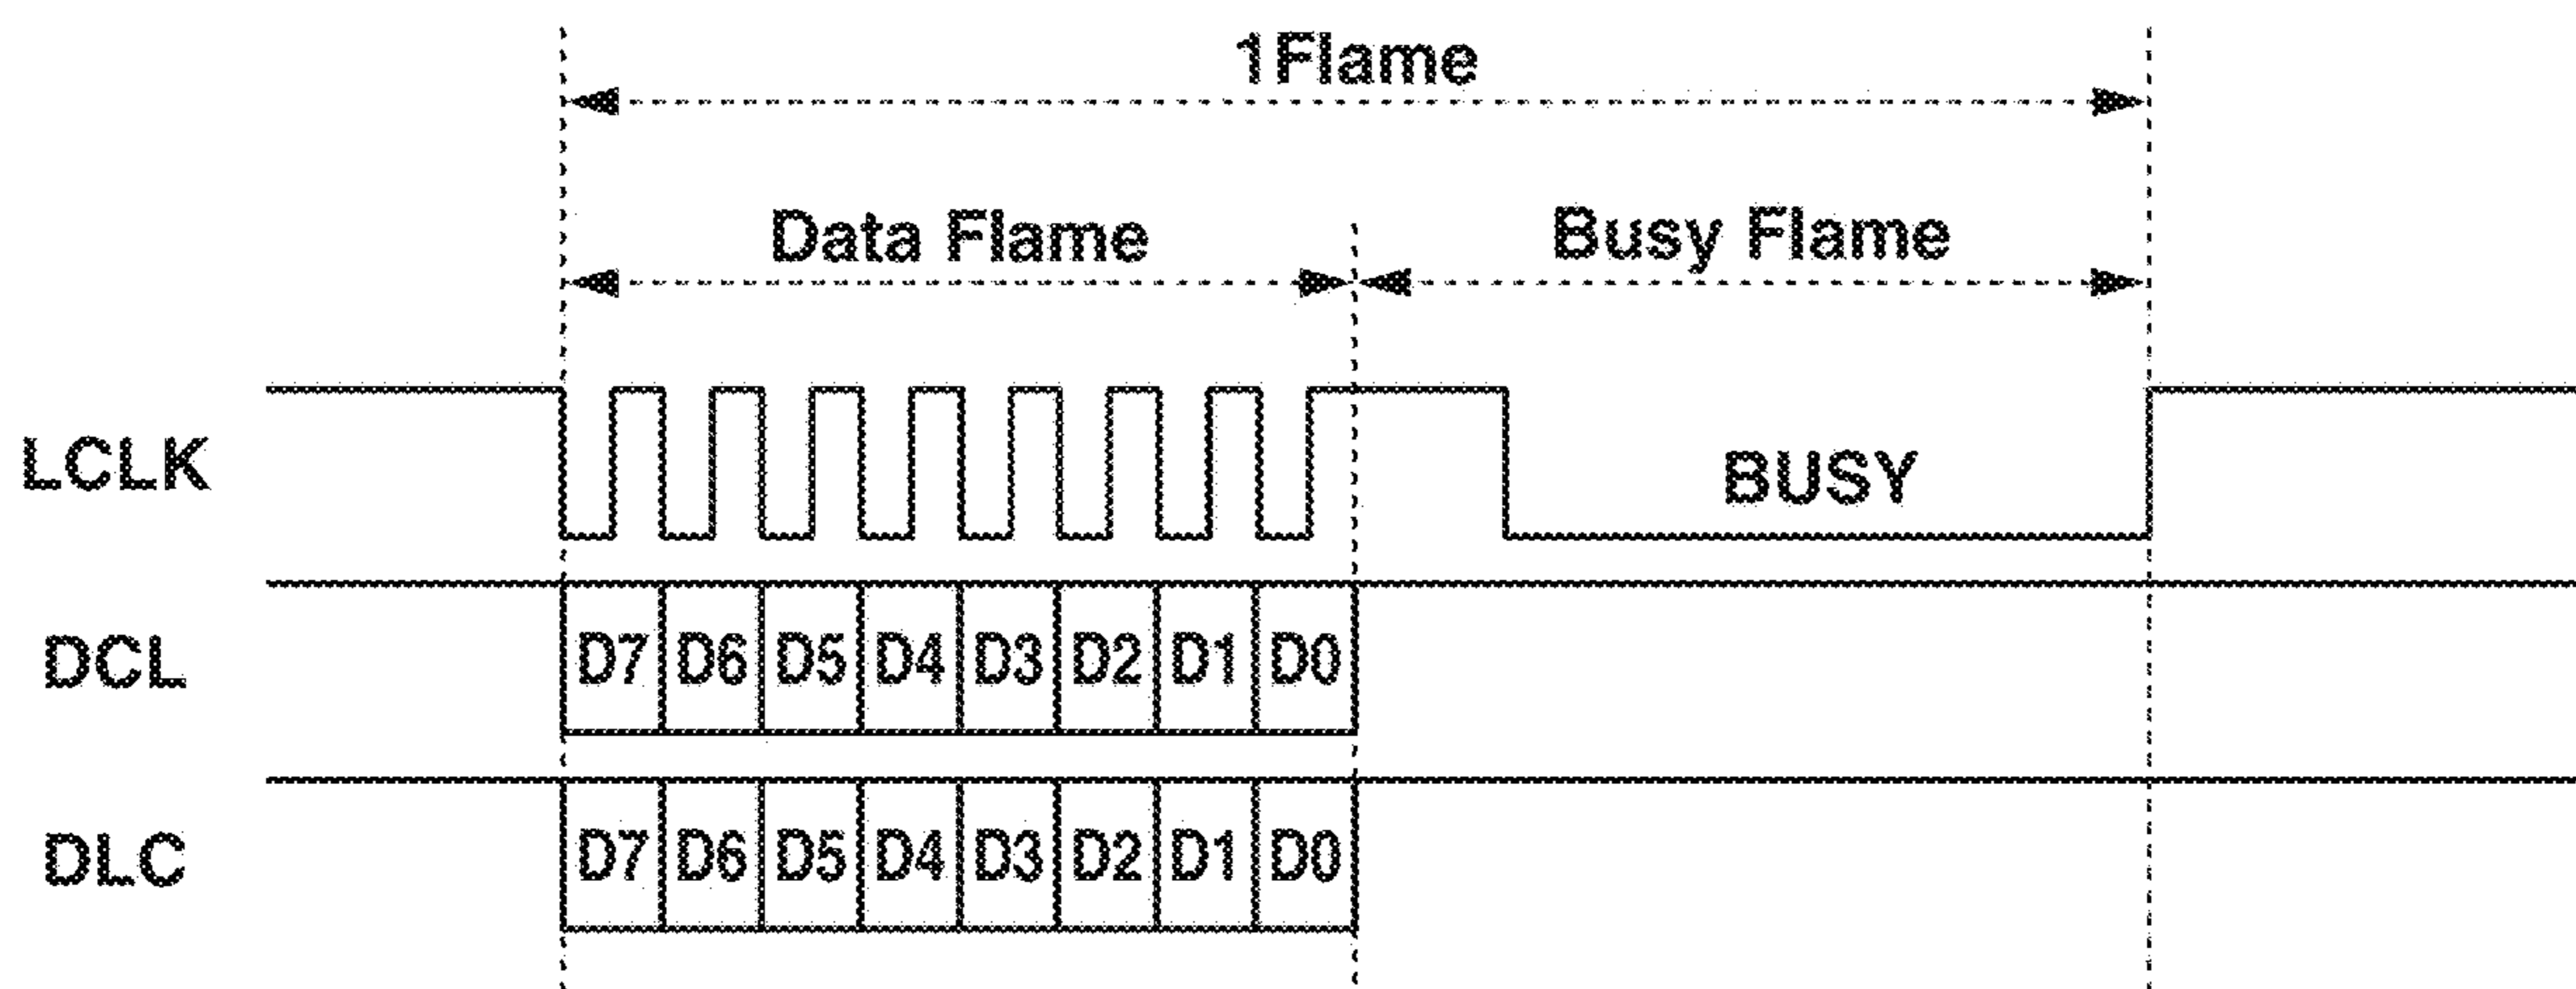 1Flame
Data Flame Busy Flame
LCLK BUSY
DCL D7 D6 D5 D4 D3 D2 D1 D0
DLC D7 D6 D5 D4 D3 D2 D1 D0